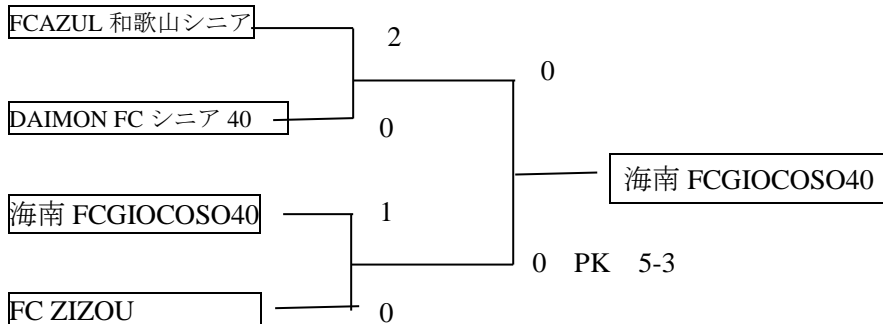 FCAZUL 和歌山シニア
2
0
DAIMON FC シニア 40
0
海南 FCGIOCOSO40
海南 FCGIOCOSO40
1
0 PK 5-3
FC ZIZOU
0